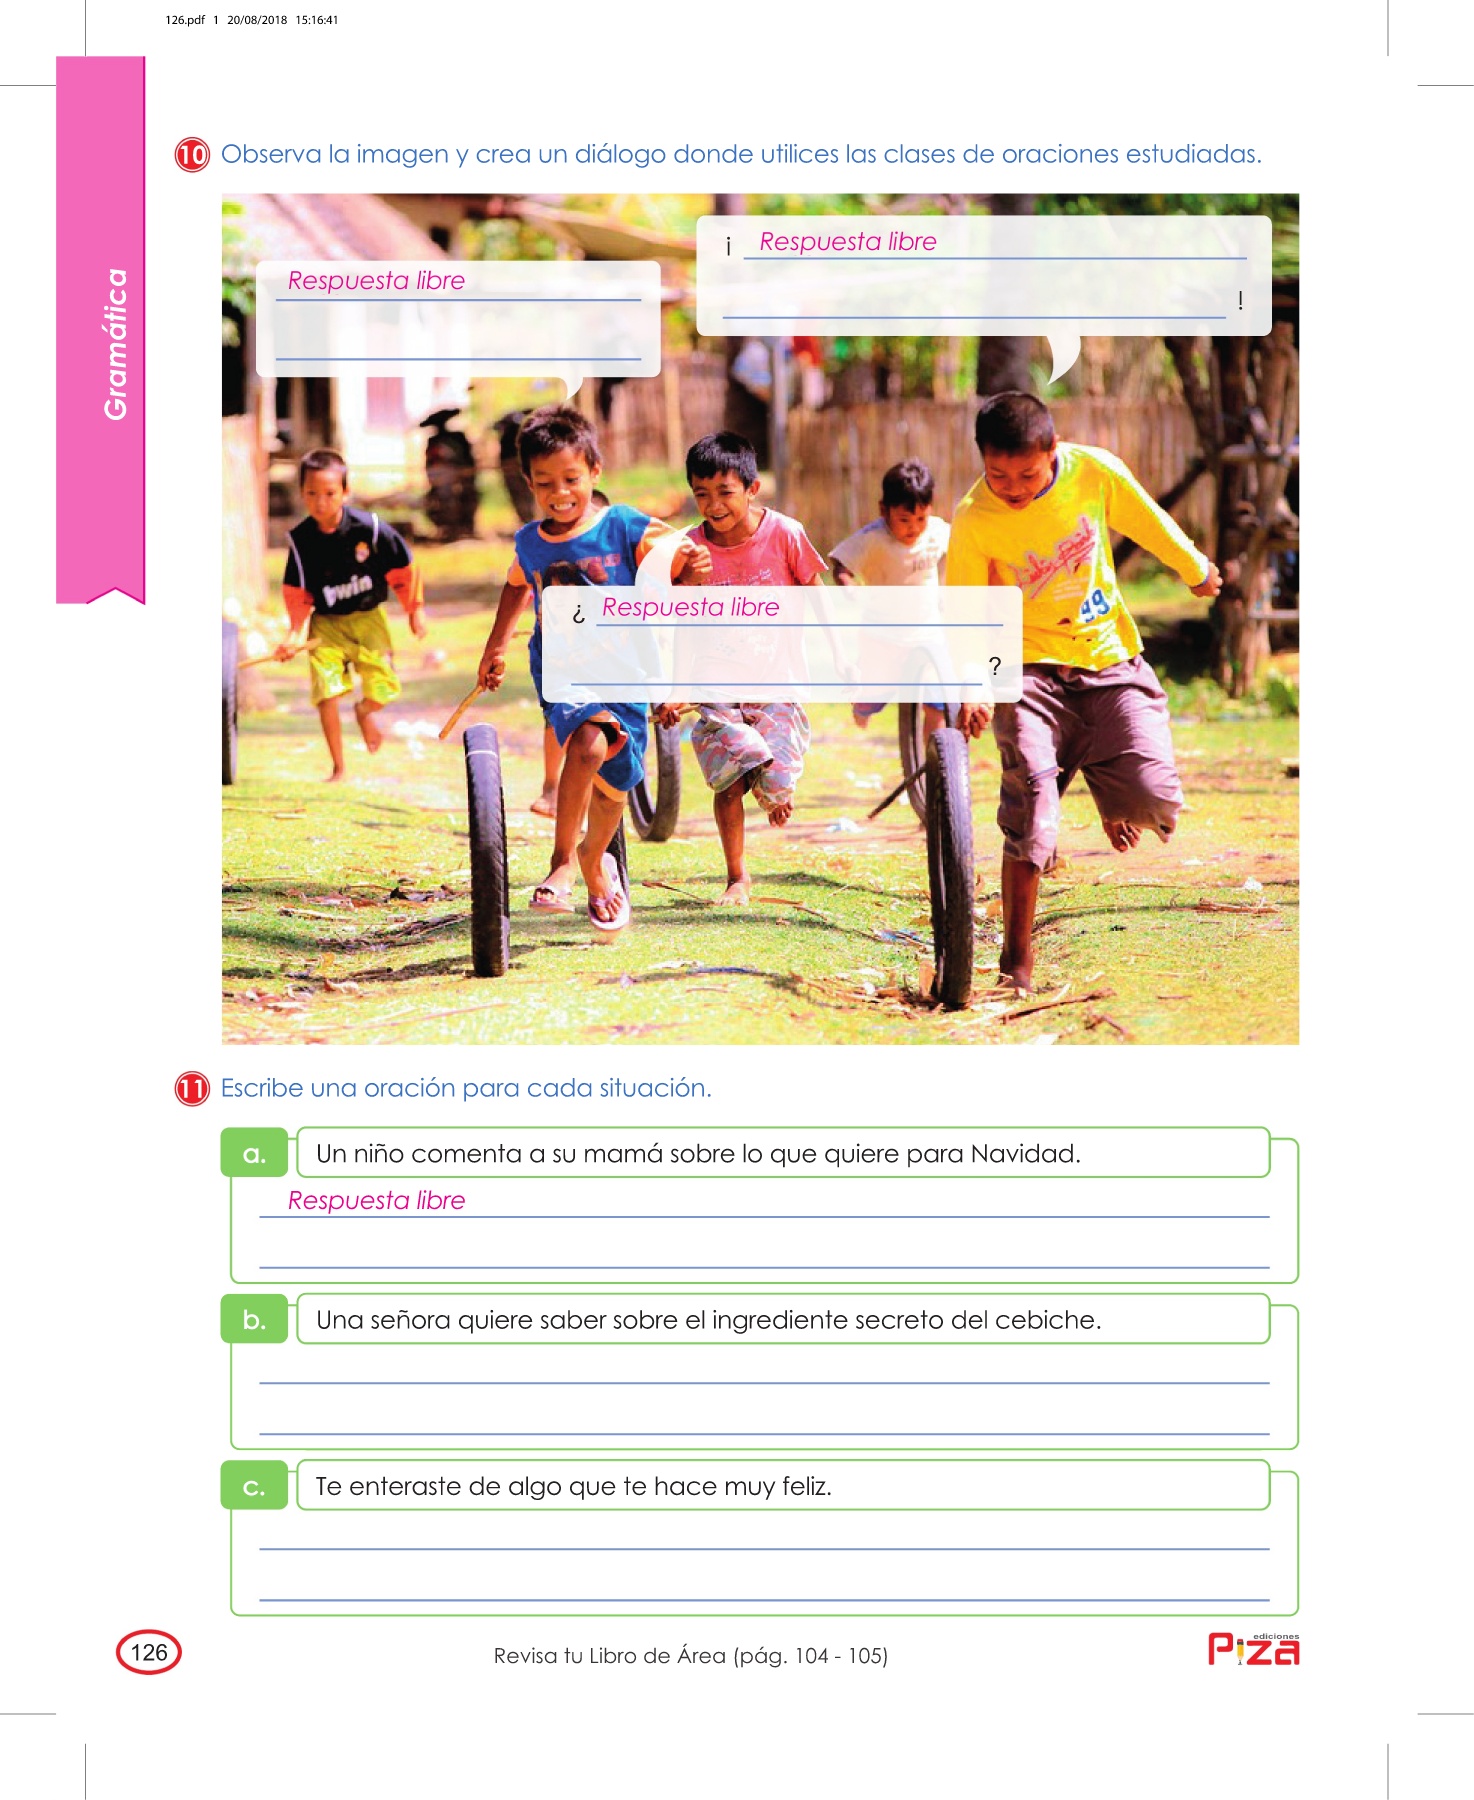 126.pdf 1 20/08/2018 15:16:41
Gramática
10 Observa la imagen y crea un diálogo donde utilices las clases de oraciones estudiadas.
¡ Respuesta libre
!
Respuesta libre
bwin
¿ Respuesta libre
?
99
11 Escribe una oración para cada situación.
a. Un niño comenta a su mamá sobre lo que quiere para Navidad.
Respuesta libre
b. Una señora quiere saber sobre el ingrediente secreto del cebiche.
c. Te enteraste de algo que te hace muy feliz.
126
Revisa tu Libro de Área (pág. 104 - 105)
ediciones
Piza